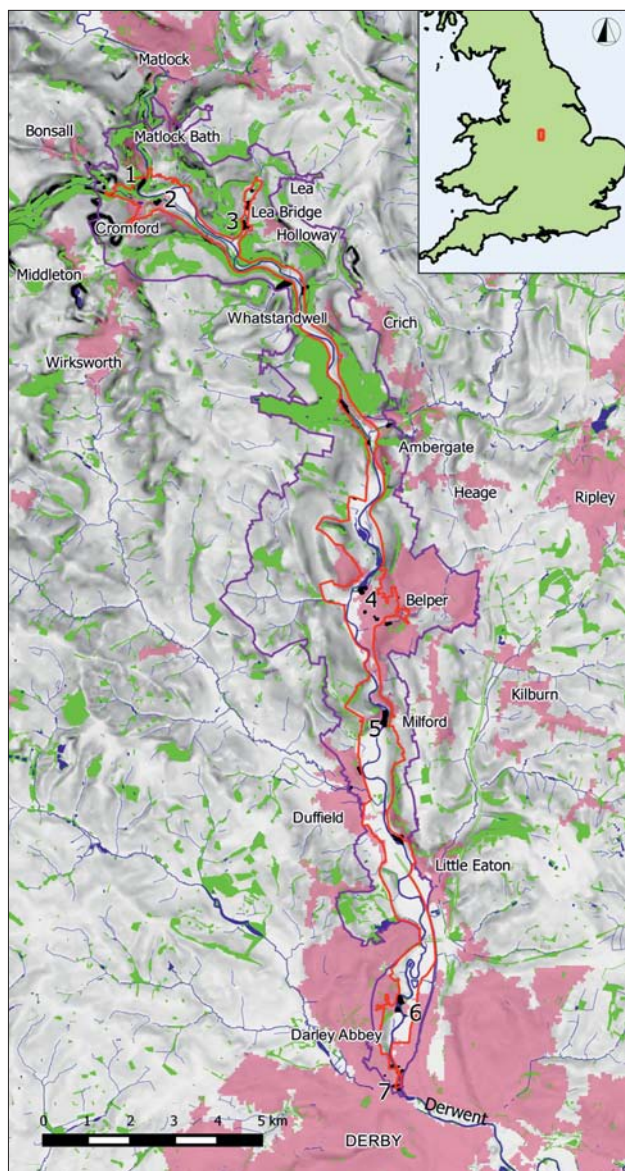 Matlock
Bonsall
Matlock Bath
1
2
Lea
3
Lea Bridge
Cromford
Holloway
Middleton
Whatstandwell
Crich
Wirksworth
Ambergate
Heage
Ripley
4
Belper
Kilburn
5
Milford
Duffield
Little Eaton
6
Darley Abbey
7
Derwent
0 1 2 3 4 5 km
DERBY